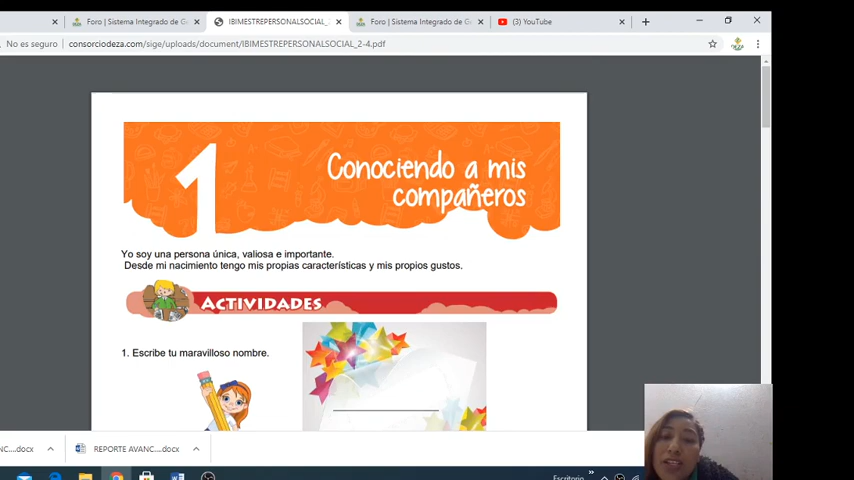 Foro | Sistema Integrado de G
IBIMESTREPERSONALSOCIAL_
Foro | Sistema Integrado de G
(3) YouTube
No es seguro
consorciodeza.com/sige/uploads/document/IBIMESTREPERSONALSOCIAL_2-4.pdf
1
Conociendo a mis
compañeros
Yo soy una persona única, valiosa e importante.
Desde mi nacimiento tengo mis propias características y mis propios gustos.
ACTIVIDADES
1. Escribe tu maravilloso nombre.
NC....docx
REPORTE AVANC....docx
Escritorio